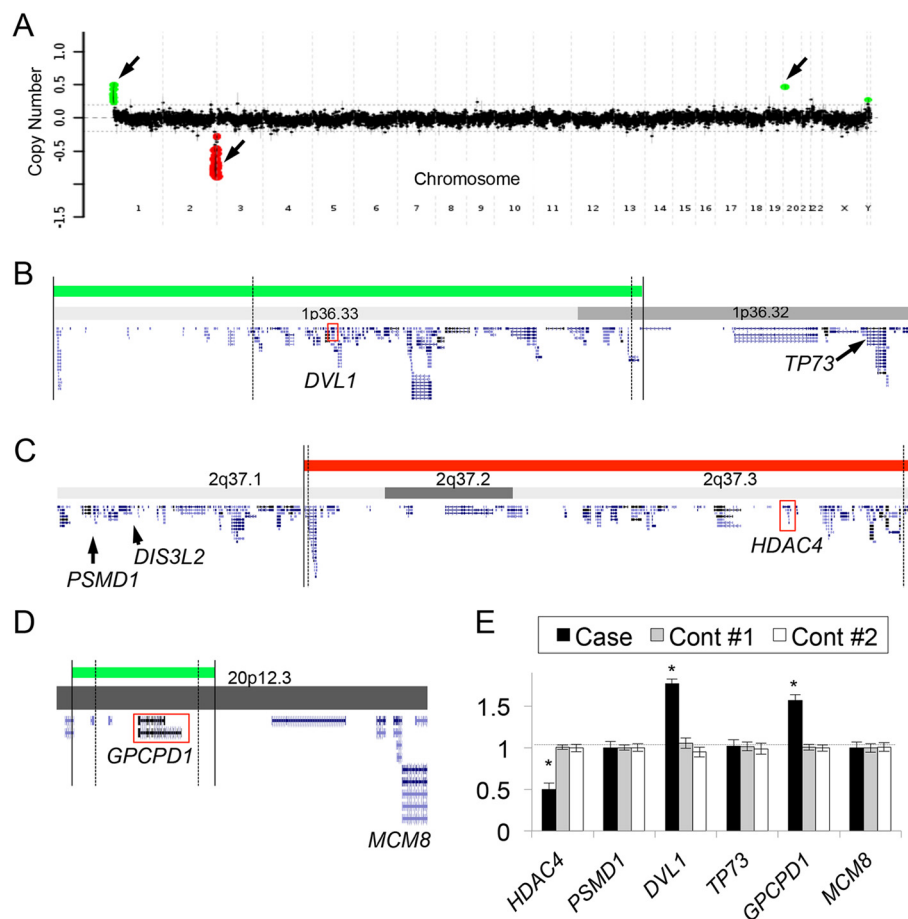 A
Copy Number
1.0
0.5
0.0
-0.5
-1.5
Chromosome
1 2 3 4 5 6 7 8 9 10 11 12 13 14 15 16 17 18 19 20 21 22 X Y
B
1p36.33
1p36.32
DVL1
TP73
C
2q37.1
2q37.2
2q37.3
PSMD1
DIS3L2
HDAC4
D
20p12.3
GPCPD1
MCM8
E
Case Cont #1 Cont #2
1.5
1
0.5
0
* * *
HDAC4
PSMD1
DVL1
TP73
GPCPD1
MCM8